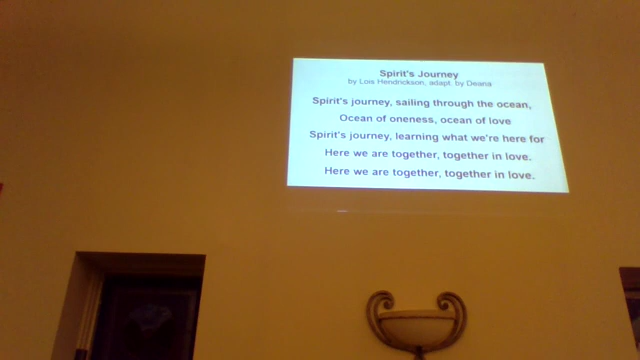 Spirit's Journey
by Lois Hendrickson, adapt. by Deana
Spirit's journey, sailing through the ocean,
Ocean of oneness, ocean of love
Spirit's journey, learning what we're here for
Here we are together, together in love.
Here we are together, together in love.